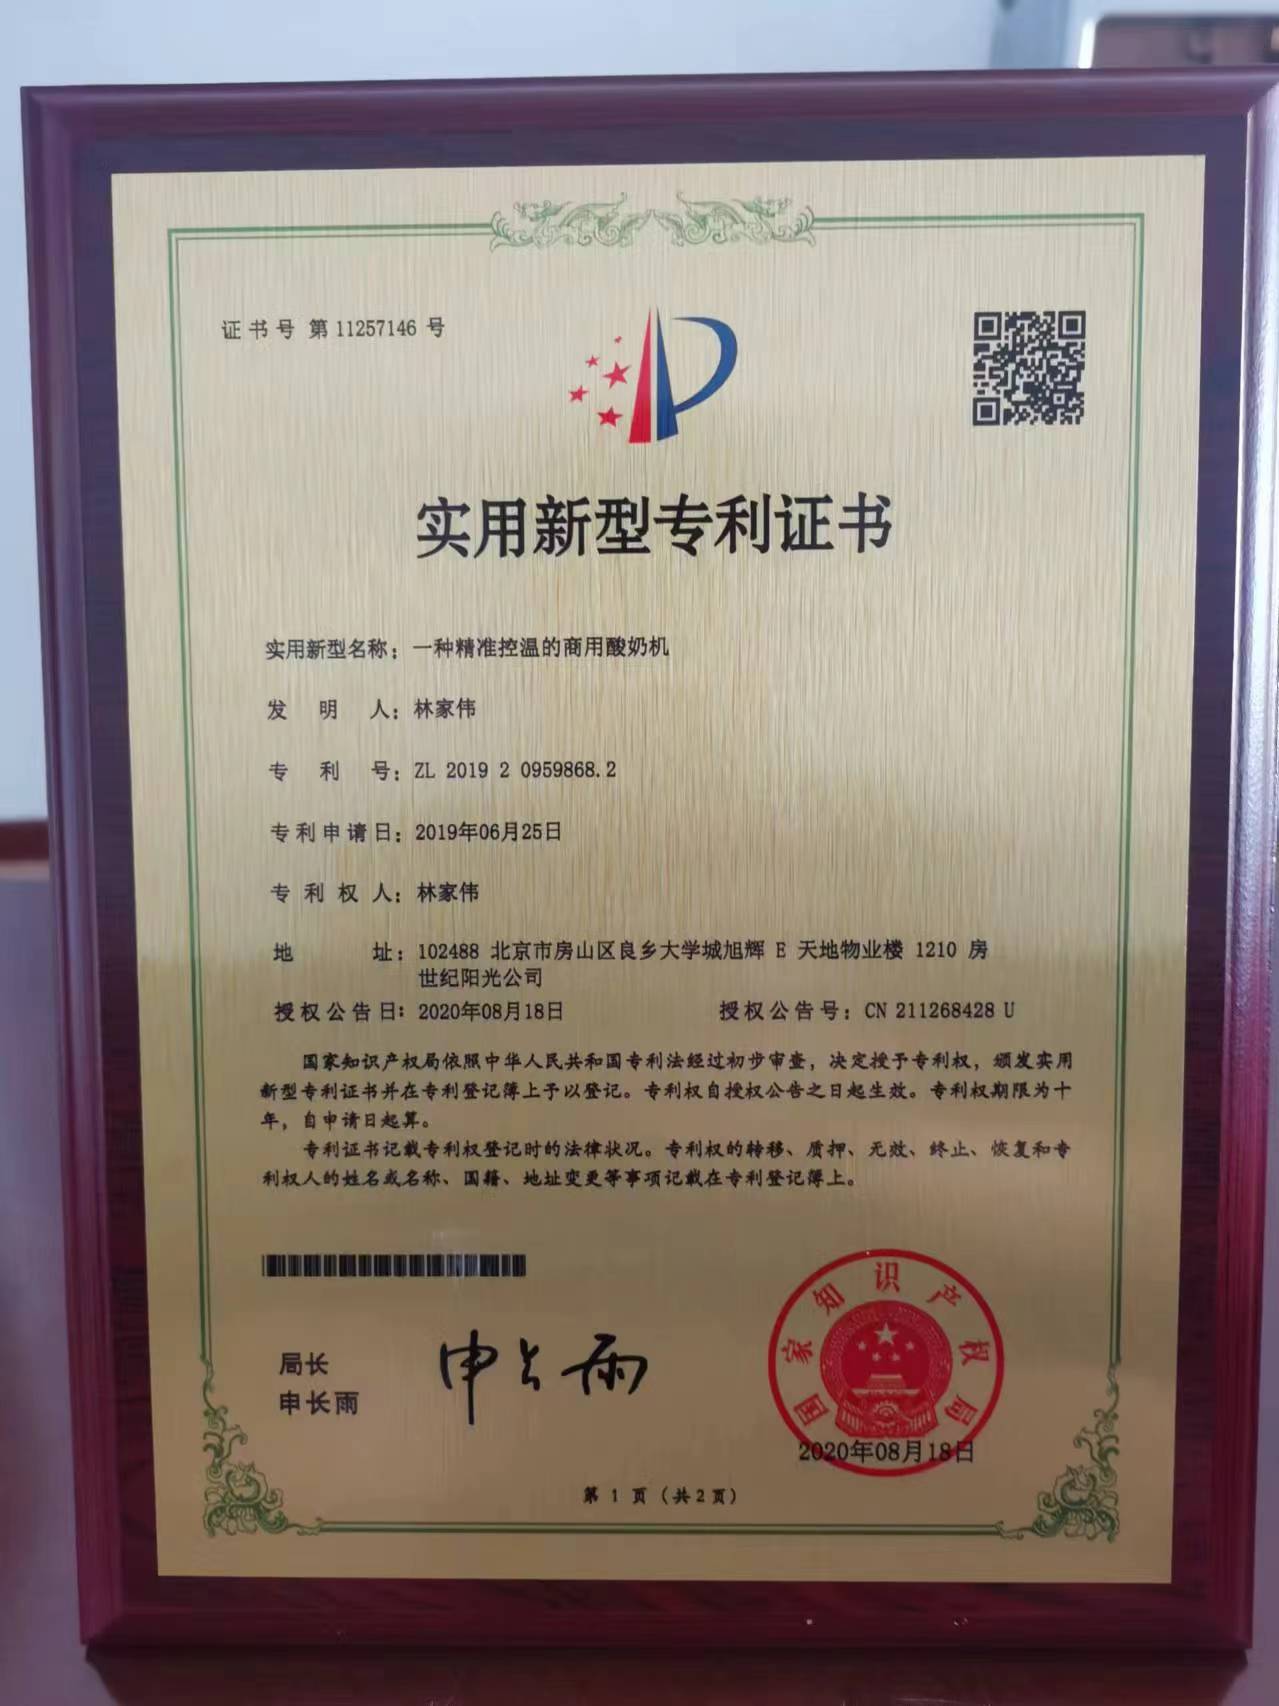 证书号 第11257146号
实用新型专利证书
实用新型名称：一种精准控温的商用酸奶机
发明人：林家伟
专利号：ZL 2019 2 0959868.2
专利申请日：2019年06月25日
专利权人：林家伟
地址：102488 北京市房山区良乡大学城旭辉 E 天地物业楼 1210 房
世纪阳光公司
授权公告日：2020年08月18日 授权公告号：CN 211268428 U
国家知识产权局依照中华人民共和国专利法经过初步审查，决定授予专利权，颁发实用
新型专利证书并在专利登记簿上予以登记。专利权自授权公告之日起生效。专利权期限为十
年，自申请日起算。
专利证书记载专利权登记时的法律状况。专利权的转移、质押、无效、终止、恢复和专
利权人的姓名或名称、国籍、地址变更等事项记载在专利登记簿上。
局长
申长雨
申长雨
国家知识产权局
2020年08月18日
第 1 页（共2页）